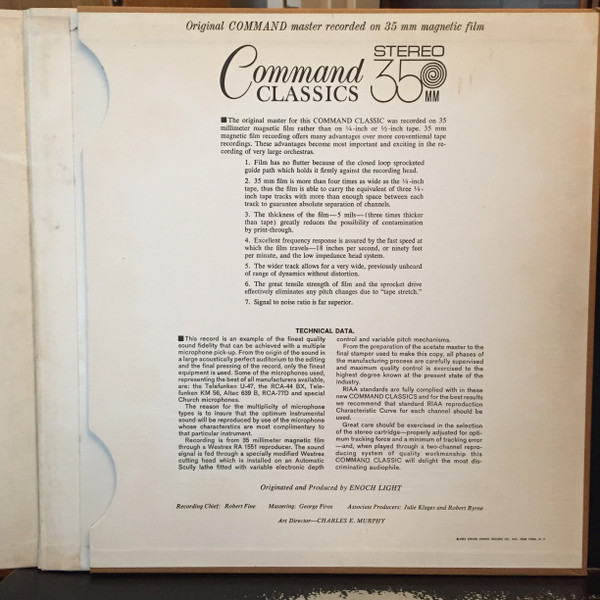 Original COMMAND master recorded on 35 mm magnetic film
Command
CLASSICS
STEREO
35
MM
■The original master for this COMMAND CLASSIC was recorded on 35
millimeter magnetic film rather than on ¼-inch or ½-inch tape. 35 mm
magnetic film recording offers many advantages over more conventional tape
recordings. These advantages become most important and exciting in the re-
cording of very large orchestras.
1. Film has no flutter because of the closed loop sprocketed
guide path which holds it firmly against the recording head.
2. 35 mm film is more than four times as wide as the ¼-inch
tape, thus the film is able to carry the equivalent of three ¼-
inch tape tracks with more than enough space between each
track to guarantee absolute separation of channels.
3. The thickness of the film—5 mils—(three times thicker
than tape) greatly reduces the possibility of contamination
by print-through.
4. Excellent frequency response is assured by the fast speed at
which the film travels—18 inches per second, or ninety feet
per minute, and the low impedance head system.
5. The wider track allows for a very wide, previously unheard
of range of dynamics without distortion.
6. The great tensile strength of film and the sprocket drive
effectively eliminates any pitch changes due to "tape stretch."
7. Signal to noise ratio is far superior.
TECHNICAL DATA.
■This record is an example of the finest quality
sound fidelity that can be achieved with a multiple
microphone pick-up. From the origin of the sound in
a large acoustically perfect auditorium to the editing
and the final pressing of the record, only the finest
equipment is used. Some of the microphones used,
representing the best of all manufacturers available,
are: the Telefunken U-47, the RCA-44 BX, Tele-
funken KM 56, Altec 639 B, RCA-77D and special
Church microphones.
The reason for the multiplicity of microphone
types is to insure that the optimum instrumental
sound will be reproduced by use of the microphone
whose characterstics are most complimentary to
that particular instrument.
Recording is from 35 millimeter magnetic film
through a Westrex RA 1551 reproducer. The sound
signal is fed through a specially modified Westrex
cutting head which is installed on an Automatic
Scully lathe fitted with variable electronic depth
control and variable pitch mechanisms.
From the preparation of the acetate master to the
final stamper used to make this copy, all phases of
the manufacturing process are carefully supervised
and maximum quality control is exercised to the
highest degree known at the present state of the
industry.
RIAA standards are fully complied with in these
new COMMAND CLASSICS and for the best results
we recommend that standard RIAA reproduction
Characteristic Curve for each channel should be
used.
Great care should be exercised in the selection
of the stereo cartridge—properly adjusted for opti-
mum tracking force and a minimum of tracking error
—and, when played through a two-channel repro-
ducing system of quality workmanship this
COMMAND CLASSIC will delight the most dis-
criminating audiophile.
Originated and Produced by ENOCH LIGHT
Recording Chief: Robert Fine Mastering: George Piros Associate Producers: Julie Klages and Robert Byrne
Art Director—CHARLES E. MURPHY